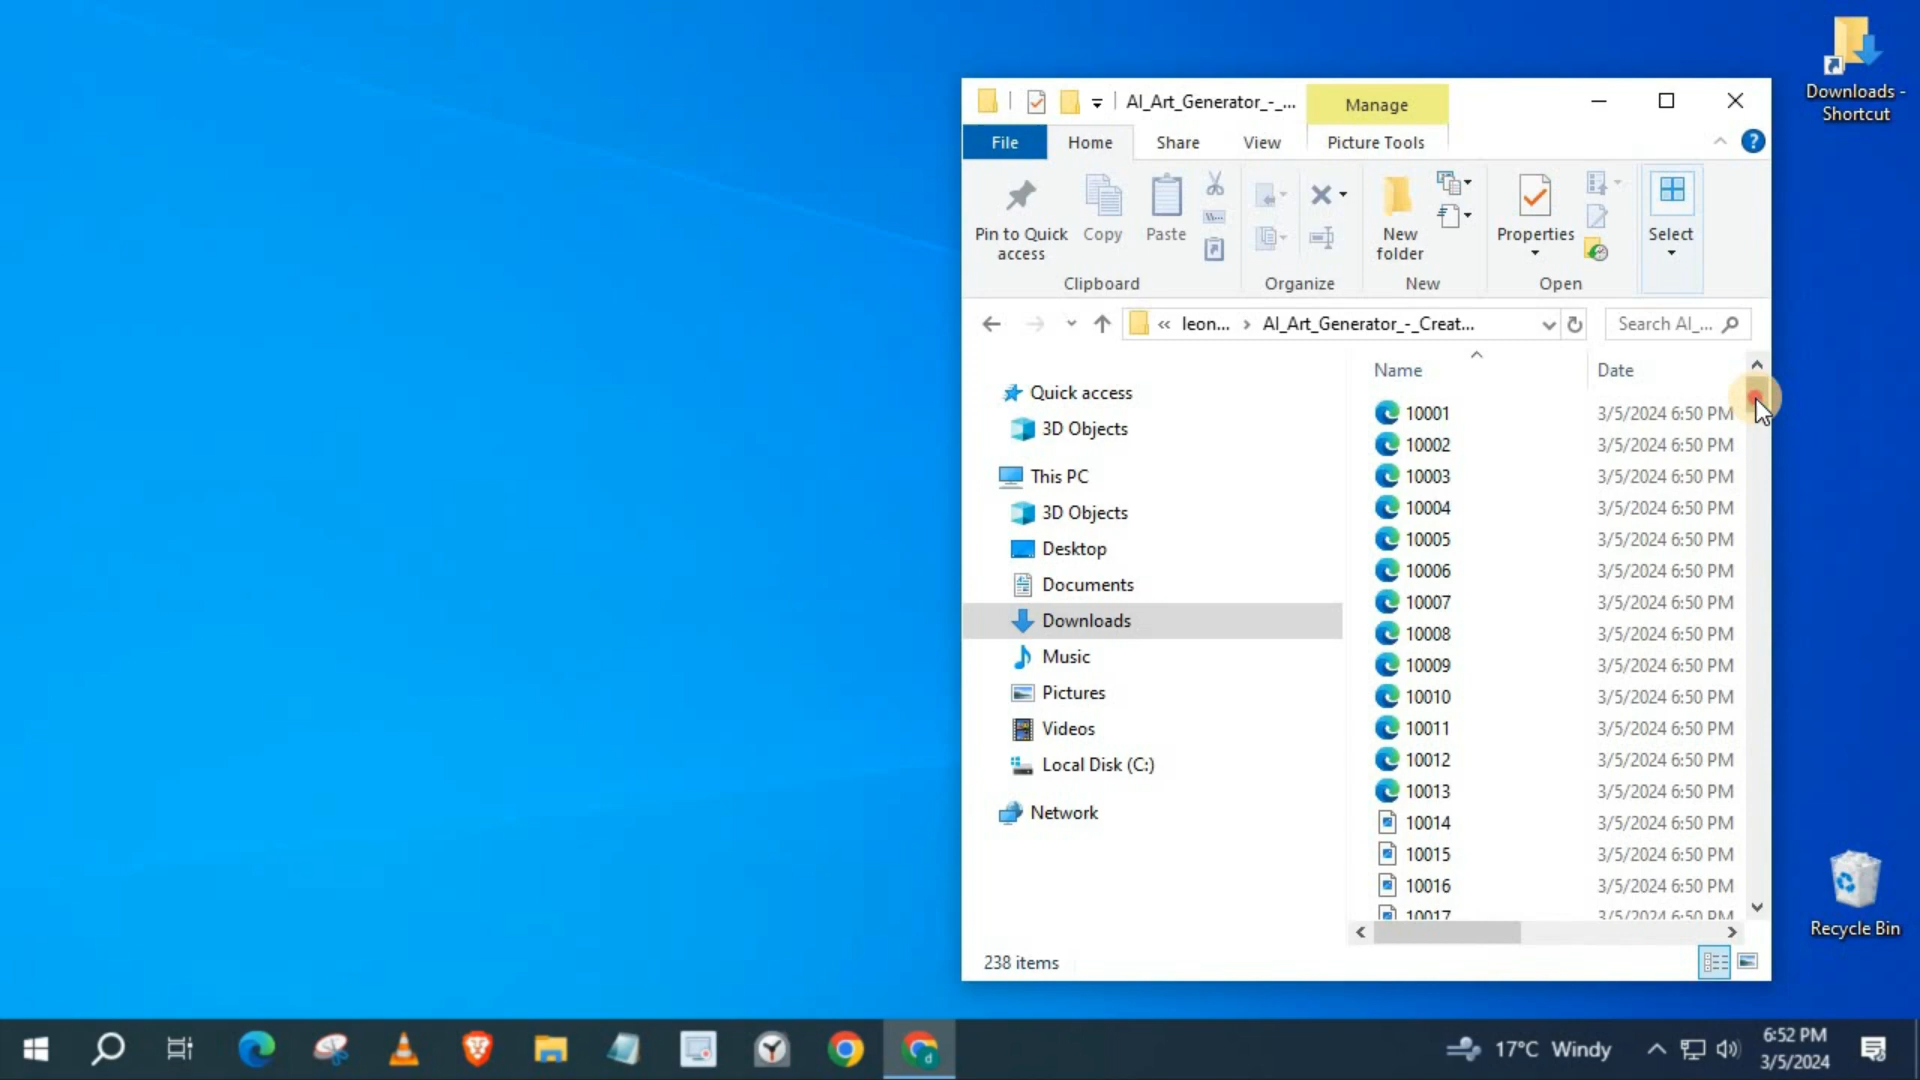 Downloads -
Shortcut
AI_Art_Generator_-_...
Manage
File
Home
Share
View
Picture Tools
Pin to Quick
access
Copy
Paste
New
folder
Properties
Select
Clipboard
Organize
New
Open
« leon... › AI_Art_Generator_-_Creat...
Search AI_...
Quick access
3D Objects
This PC
3D Objects
Desktop
Documents
Downloads
Music
Pictures
Videos
Local Disk (C:)
Network
Name Date
10001 3/5/2024 6:50 PM
10002 3/5/2024 6:50 PM
10003 3/5/2024 6:50 PM
10004 3/5/2024 6:50 PM
10005 3/5/2024 6:50 PM
10006 3/5/2024 6:50 PM
10007 3/5/2024 6:50 PM
10008 3/5/2024 6:50 PM
10009 3/5/2024 6:50 PM
10010 3/5/2024 6:50 PM
10011 3/5/2024 6:50 PM
10012 3/5/2024 6:50 PM
10013 3/5/2024 6:50 PM
10014 3/5/2024 6:50 PM
10015 3/5/2024 6:50 PM
10016 3/5/2024 6:50 PM
10017 3/5/2024 6:50 PM
238 items
Recycle Bin
17°C Windy
6:52 PM
3/5/2024